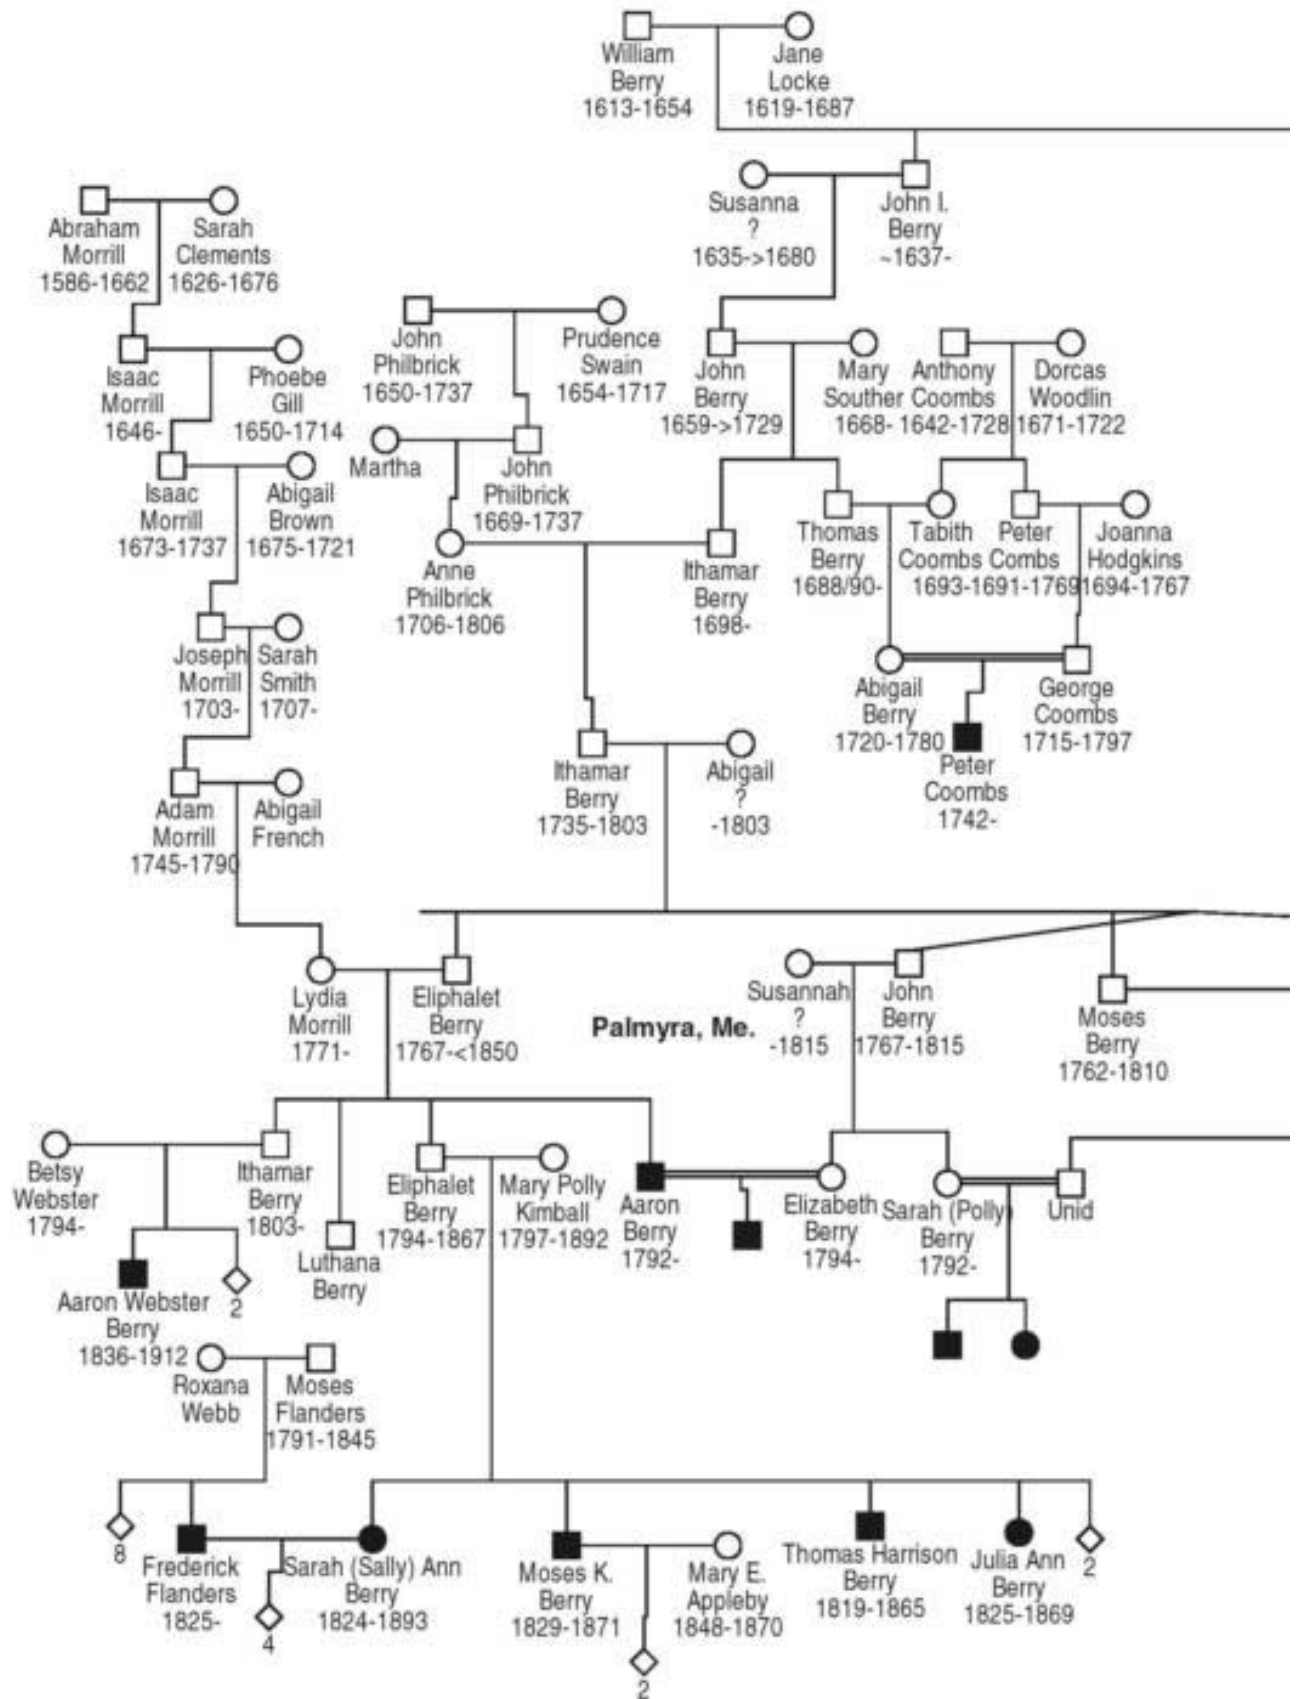 William
Berry
1613-1654
Jane
Locke
1619-1687
Susanna
?
1635->1680
John I.
Berry
~1637-
Abraham
Morrill
1586-1662
Sarah
Clements
1626-1676
John
Philbrick
1650-1737
Prudence
Swain
1654-1717
John
Berry
1659->1729
Mary
Souther
1668-
Anthony
Coombs
1642-1728
Dorcas
Woodlin
1671-1722
Isaac
Morrill
1646-
Phoebe
Gill
1650-1714
Martha
John
Philbrick
1669-1737
Isaac
Morrill
1673-1737
Abigail
Brown
1675-1721
Anne
Philbrick
1706-1806
Ithamar
Berry
1698-
Thomas
Berry
1688/90-
Tabith
Coombs
1693-
Peter
Combs
1691-1769
Joanna
Hodgkins
1694-1767
Joseph
Morrill
1703-
Sarah
Smith
1707-
Abigail
Berry
1720-1780
George
Coombs
1715-1797
Peter
Coombs
1742-
Ithamar
Berry
1735-1803
Abigail
?
-1803
Adam
Morrill
1745-1790
Abigail
French
Lydia
Morrill
1771-
Eliphalet
Berry
1767-<1850
Palmyra, Me.
Susannah
?
-1815
John
Berry
1767-1815
Moses
Berry
1762-1810
Betsy
Webster
1794-
Ithamar
Berry
1803-
Luthana
Berry
Eliphalet
Berry
1794-1867
Mary Polly
Kimball
1797-1892
Aaron
Berry
1792-
Elizabeth
Berry
1794-
Sarah (Polly)
Berry
1792-
Unid
Aaron Webster
Berry
1836-1912
2
Roxana
Webb
Moses
Flanders
1791-1845
8
Frederick
Flanders
1825-
4
Sarah (Sally) Ann
Berry
1824-1893
Moses K.
Berry
1829-1871
2
Mary E.
Appleby
1848-1870
Thomas Harrison
Berry
1819-1865
Julia Ann
Berry
1825-1869
2